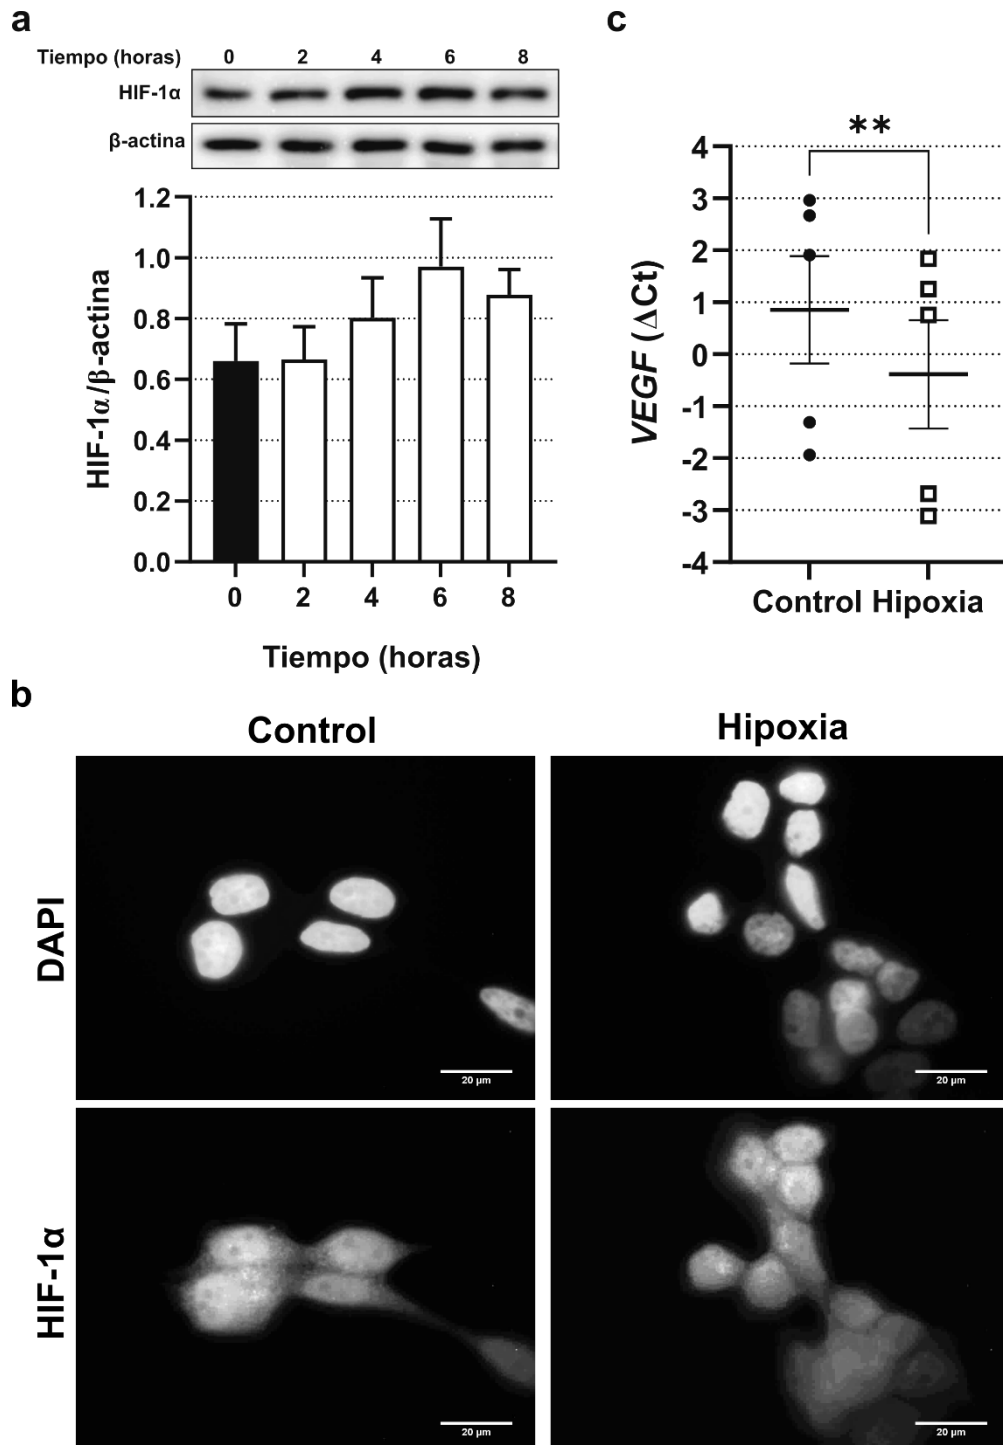 a
Tiempo (horas) 0 2 4 6 8
HIF-1α
β-actina
1.2
1.0
0.8
0.6
0.4
0.2
0.0
HIF-1α/β-actina
0 2 4 6 8
Tiempo (horas)
c
**
4
3
2
1
0
-1
-2
-3
-4
VEGF (ΔCt)
Control Hipoxia
b
Control Hipoxia
DAPI
20 µm
20 µm
HIF-1α
20 µm
20 µm